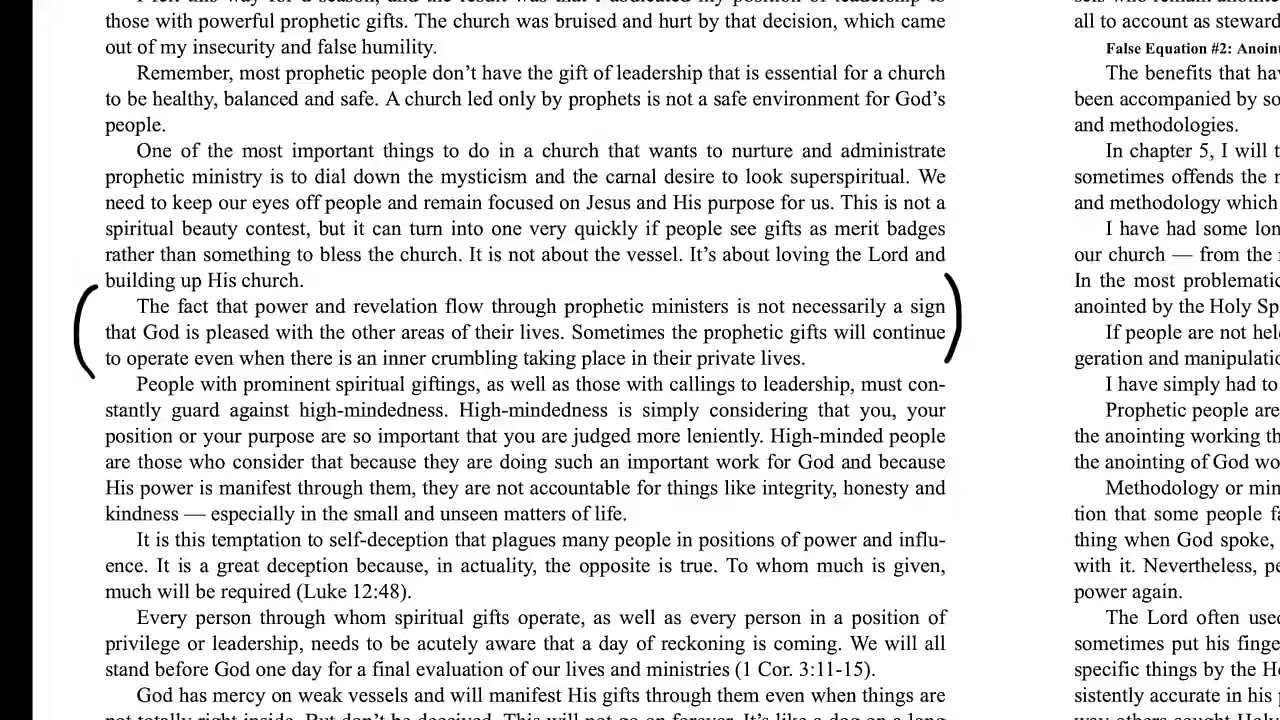 those with powerful prophetic gifts. The church was bruised and hurt by that decision, which came
out of my insecurity and false humility.
Remember, most prophetic people don't have the gift of leadership that is essential for a church
to be healthy, balanced and safe. A church led only by prophets is not a safe environment for God's
people.
One of the most important things to do in a church that wants to nurture and administrate
prophetic ministry is to dial down the mysticism and the carnal desire to look superspiritual. We
need to keep our eyes off people and remain focused on Jesus and His purpose for us. This is not a
spiritual beauty contest, but it can turn into one very quickly if people see gifts as merit badges
rather than something to bless the church. It is not about the vessel. It's about loving the Lord and
building up His church.
The fact that power and revelation flow through prophetic ministers is not necessarily a sign
that God is pleased with the other areas of their lives. Sometimes the prophetic gifts will continue
to operate even when there is an inner crumbling taking place in their private lives.
People with prominent spiritual giftings, as well as those with callings to leadership, must con-
stantly guard against high-mindedness. High-mindedness is simply considering that you, your
position or your purpose are so important that you are judged more leniently. High-minded people
are those who consider that because they are doing such an important work for God and because
His power is manifest through them, they are not accountable for things like integrity, honesty and
kindness — especially in the small and unseen matters of life.
It is this temptation to self-deception that plagues many people in positions of power and influ-
ence. It is a great deception because, in actuality, the opposite is true. To whom much is given,
much will be required (Luke 12:48).
Every person through whom spiritual gifts operate, as well as every person in a position of
privilege or leadership, needs to be acutely aware that a day of reckoning is coming. We will all
stand before God one day for a final evaluation of our lives and ministries (1 Cor. 3:11-15).
God has mercy on weak vessels and will manifest His gifts through them even when things are
not totally right inside. But don't be deceived. This will not go on forever. It's like a dog on a long
all to account as steward
False Equation #2: Anoin
The benefits that hav
been accompanied by so
and methodologies.
In chapter 5, I will t
sometimes offends the
and methodology which
I have had some lon
our church — from the
In the most problematic
anointed by the Holy Sp
If people are not hel
geration and manipulati
I have simply had to
Prophetic people are
the anointing working th
the anointing of God wo
Methodology or min
tion that some people fa
thing when God spoke,
with it. Nevertheless, pe
power again.
The Lord often used
sometimes put his finge
specific things by the H
sistently accurate in his